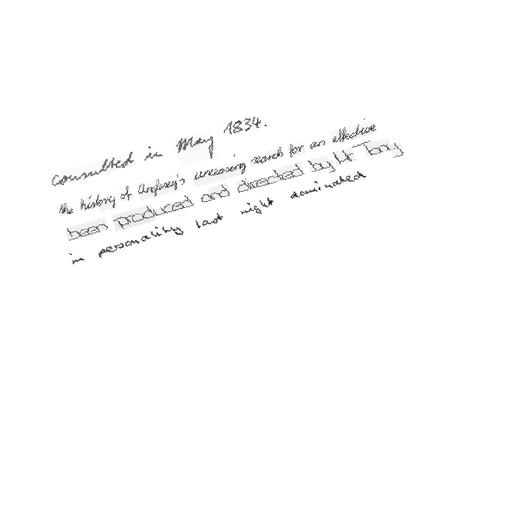 consulted in May 1834.
the history of Anglesey's unceasing search for an effective
been produced and directed by Mr. Tony
in personality last night dominated